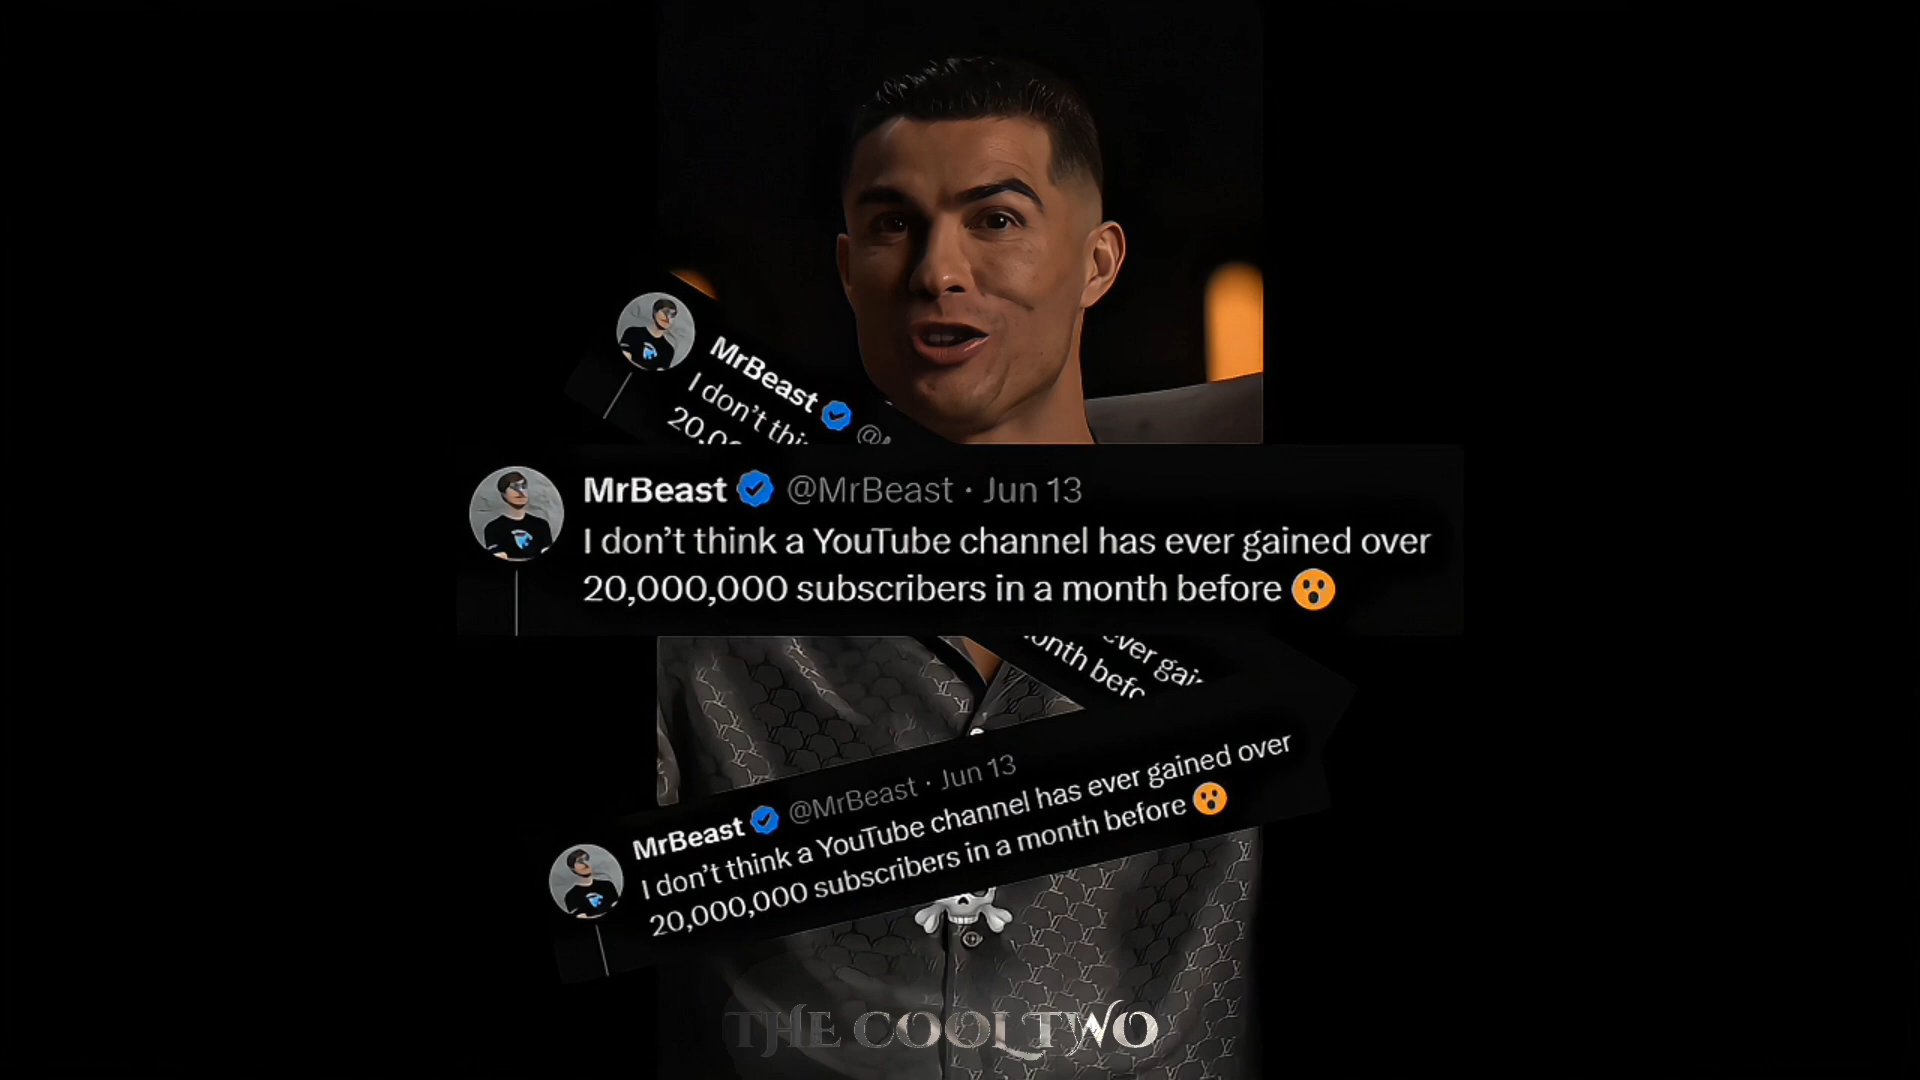 MrBeast @
I don't thi
20,0
MrBeast @MrBeast · Jun 13
I don't think a YouTube channel has ever gained over
20,000,000 subscribers in a month before 😮
ever gai
onth befo
MrBeast @MrBeast · Jun 13
I don't think a YouTube channel has ever gained over
20,000,000 subscribers in a month before 😮
THE COOL TWO